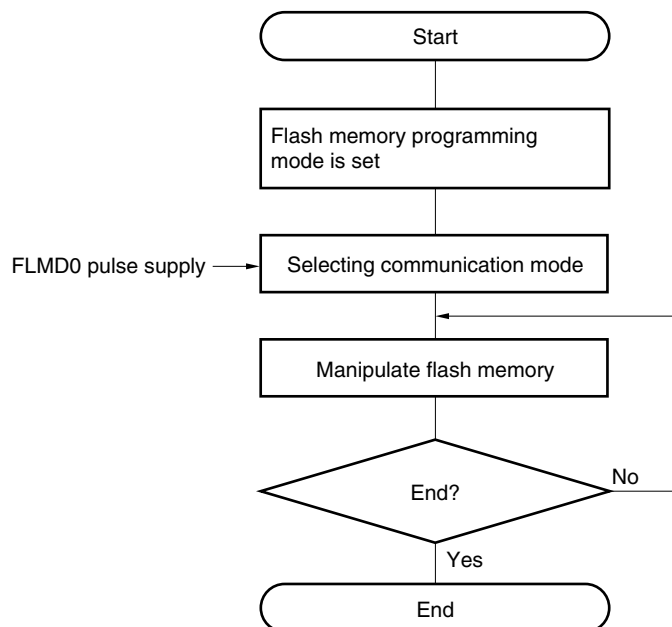 Start
Flash memory programming
mode is set
FLMD0 pulse supply
Selecting communication mode
Manipulate flash memory
End?
No
Yes
End